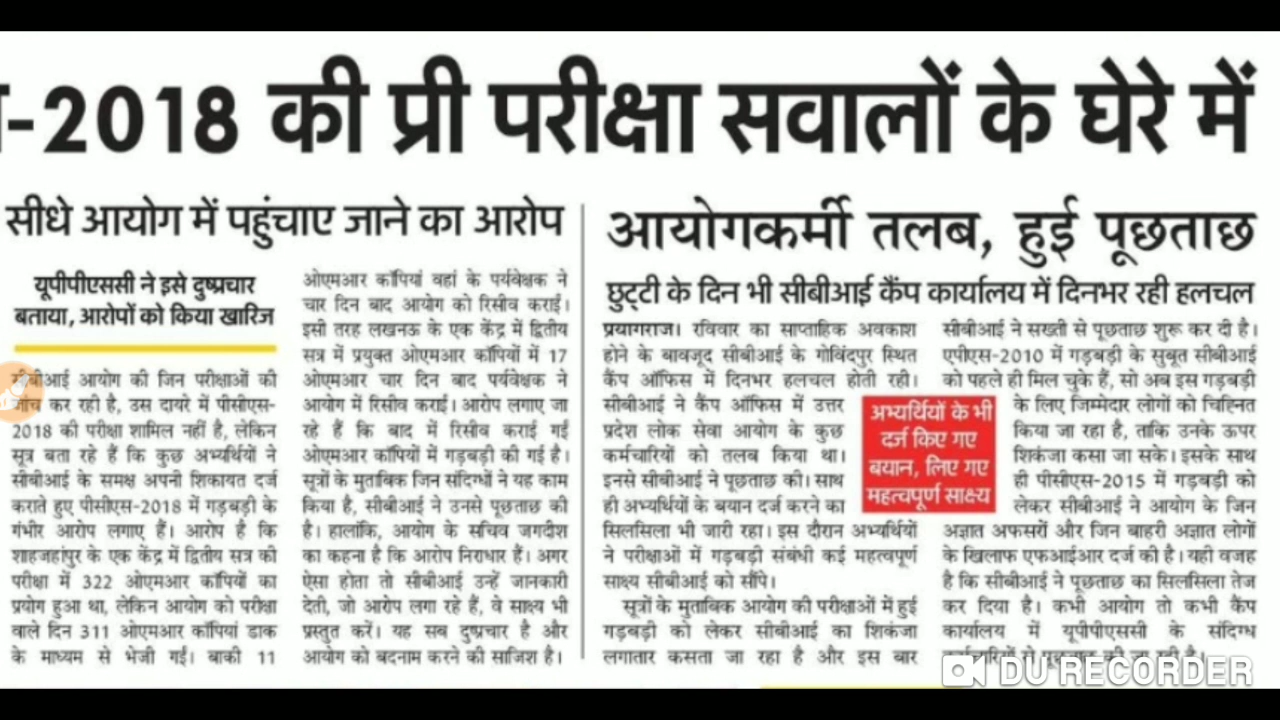 -2018 की प्री परीक्षा सवालों के घेरे में
सीधे आयोग में पहुंचाए जाने का आरोप
यूपीपीएससी ने इसे दुष्प्रचार
बताया, आरोपों को किया खारिज
सीबीआई आयोग की जिन परीक्षाओं की
जांच कर रही है, उस दायरे में पीसीएस-
2018 की परीक्षा शामिल नहीं है, लेकिन
सूत्र बता रहे हैं कि कुछ अभ्यर्थियों ने
सीबीआई के समक्ष अपनी शिकायत दर्ज
कराते हुए पीसीएस-2018 में गड़बड़ी के
गंभीर आरोप लगाए हैं। आरोप है कि
शाहजहांपुर के एक केंद्र में द्वितीय सत्र की
परीक्षा में 322 ओएमआर कॉपियों का
प्रयोग हुआ था, लेकिन आयोग को परीक्षा
वाले दिन 311 ओएमआर कॉपियां डाक
के माध्यम से भेजी गईं। बाकी 11
ओएमआर कॉपियां वहां के पर्यवेक्षक ने
चार दिन बाद आयोग को रिसीव कराईं।
इसी तरह लखनऊ के एक केंद्र में द्वितीय
सत्र में प्रयुक्त ओएमआर कॉपियों में 17
ओएमआर चार दिन बाद पर्यवेक्षक ने
आयोग में रिसीव कराईं। आरोप लगाए जा
रहे हैं कि बाद में रिसीव कराई गईं
ओएमआर कॉपियों में गड़बड़ी की गई है।
सूत्रों के मुताबिक जिन संदिग्धों ने यह काम
किया है, सीबीआई ने उनसे पूछताछ की
है। हालांकि, आयोग के सचिव जगदीश
का कहना है कि आरोप निराधार हैं। अगर
ऐसा होता तो सीबीआई उन्हें जानकारी
देती, जो आरोप लगा रहे हैं, वे साक्ष्य भी
प्रस्तुत करें। यह सब दुष्प्रचार है और
आयोग को बदनाम करने की साजिश है।
आयोगकर्मी तलब, हुई पूछताछ
छुट्टी के दिन भी सीबीआई कैंप कार्यालय में दिनभर रही हलचल
प्रयागराज। रविवार का साप्ताहिक अवकाश
होने के बावजूद सीबीआई के गोविंदपुर स्थित
कैंप ऑफिस में दिनभर हलचल होती रही।
सीबीआई ने कैंप ऑफिस में उत्तर
प्रदेश लोक सेवा आयोग के कुछ
कर्मचारियों को तलब किया था।
इनसे सीबीआई ने पूछताछ की। साथ
ही अभ्यर्थियों के बयान दर्ज करने का
सिलसिला भी जारी रहा। इस दौरान अभ्यर्थियों
ने परीक्षाओं में गड़बड़ी संबंधी कई महत्वपूर्ण
साक्ष्य सीबीआई को सौंपे।
सूत्रों के मुताबिक आयोग की परीक्षाओं में हुई
गड़बड़ी को लेकर सीबीआई का शिकंजा
लगातार कसता जा रहा है और इस बार
अभ्यर्थियों के भी
दर्ज किए गए
बयान, लिए गए
महत्वपूर्ण साक्ष्य
सीबीआई ने सख्ती से पूछताछ शुरू कर दी है।
एपीएस-2010 में गड़बड़ी के सुबूत सीबीआई
को पहले ही मिल चुके हैं, सो अब इस गड़बड़ी
के लिए जिम्मेदार लोगों को चिह्नित
किया जा रहा है, ताकि उनके ऊपर
शिकंजा कसा जा सके। इसके साथ
ही पीसीएस-2015 में गड़बड़ी को
लेकर सीबीआई ने आयोग के जिन
अज्ञात अफसरों और जिन बाहरी अज्ञात लोगों
के खिलाफ एफआईआर दर्ज की है। यही वजह
है कि सीबीआई ने पूछताछ का सिलसिला तेज
कर दिया है। कभी आयोग तो कभी कैंप
कार्यालय में यूपीपीएससी के संदिग्ध
कर्मचारियों से पूछताछ की जा रही है।
DU RECORDER